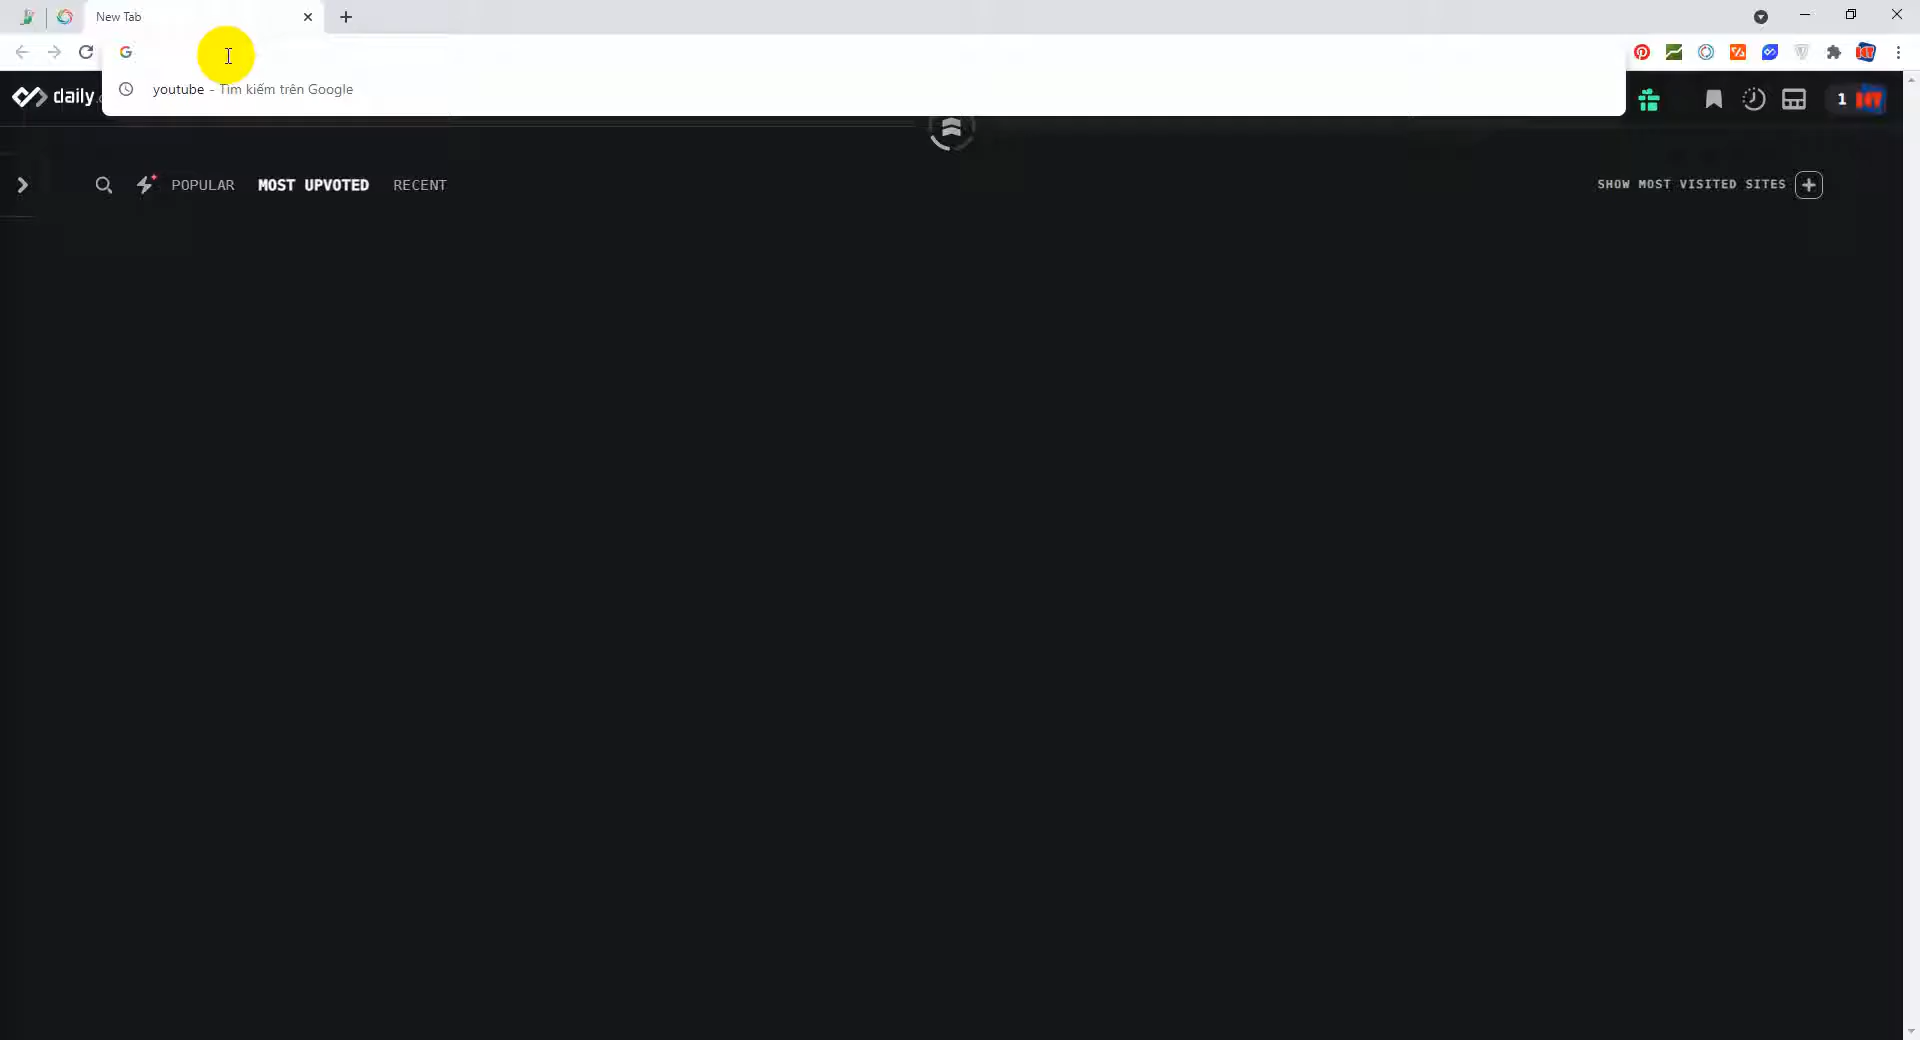 New Tab
youtube - Tìm kiếm trên Google
daily.
1
POPULAR
MOST UPVOTED
RECENT
SHOW MOST VISITED SITES